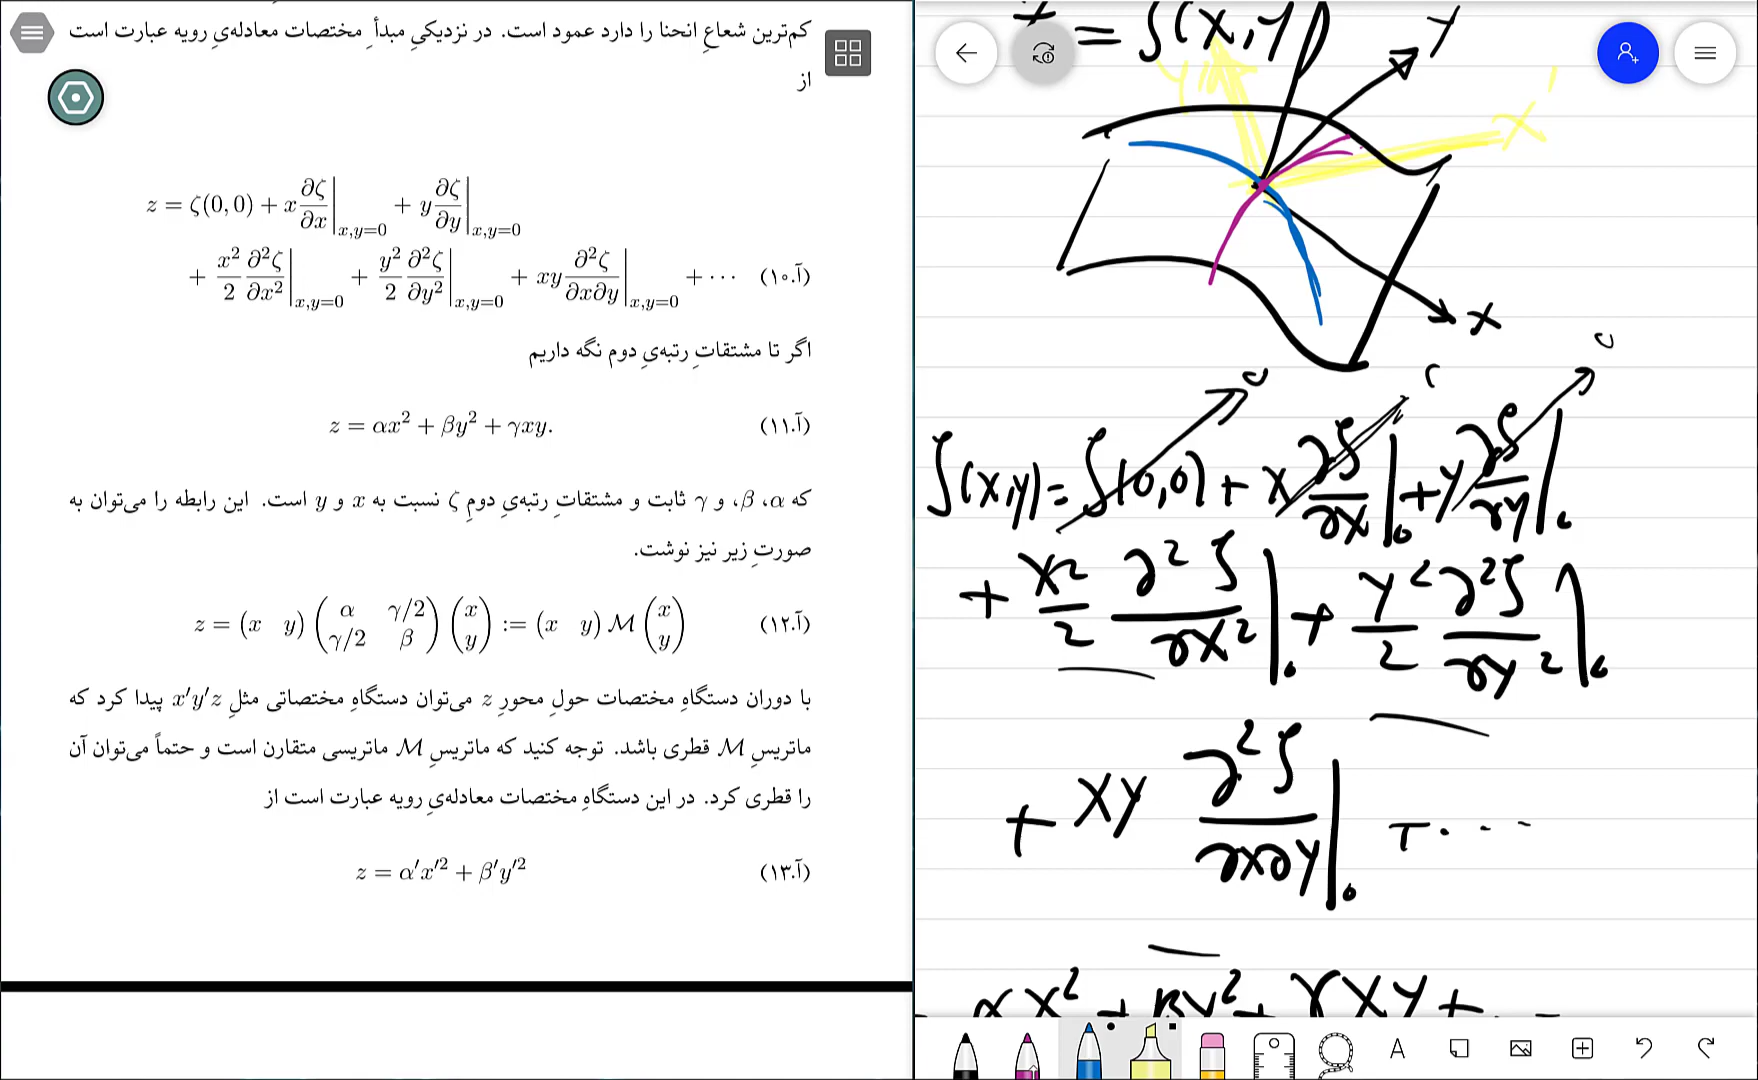 کم‌ترین شعاعِ انحنا را دارد عمود است. در نزدیکیِ مبدأِ مختصات معادله‌یِ رویه عبارت است
از
z = ζ(0, 0) + x ∂ζ/∂x |x,y=0 + y ∂ζ/∂y |x,y=0
+ x²/2 ∂²ζ/∂x² |x,y=0 + y²/2 ∂²ζ/∂y² |x,y=0 + xy ∂²ζ/∂x∂y |x,y=0 + ··· (آ.۱۰)
اگر تا مشتقاتِ رتبه‌یِ دوم نگه داریم
z = αx² + βy² + γxy. (آ.۱۱)
که α، β، و γ ثابت و مشتقاتِ رتبه‌یِ دومِ ζ نسبت به x و y است. این رابطه را می‌توان به
صورتِ زیر نیز نوشت.
z = (x y) (α γ/2 γ/2 β) (x y) := (x y) M (x y) (آ.۱۲)
با دوران دستگاهِ مختصات حولِ محورِ z می‌توان دستگاهِ مختصاتی مثلِ x′y′z پیدا کرد که
ماتریسِ M قطری باشد. توجه کنید که ماتریسِ M ماتریسی متقارن است و حتماً می‌توان آن
را قطری کرد. در این دستگاهِ مختصات معادله‌یِ رویه عبارت است از
z = α′x′² + β′y′² (آ.۱۳)
= ζ(x,y)
y
y'
x'
x
ζ(x,y) = ζ(0,0) + x ∂ζ/∂x |₀ + y ∂ζ/∂y |₀
+ x²/2 ∂²ζ/∂x² |₀ + y²/2 ∂²ζ/∂y² |₀
+ xy ∂²ζ/∂x∂y |₀ + ···
αx² + βy² + γxy + ...
A